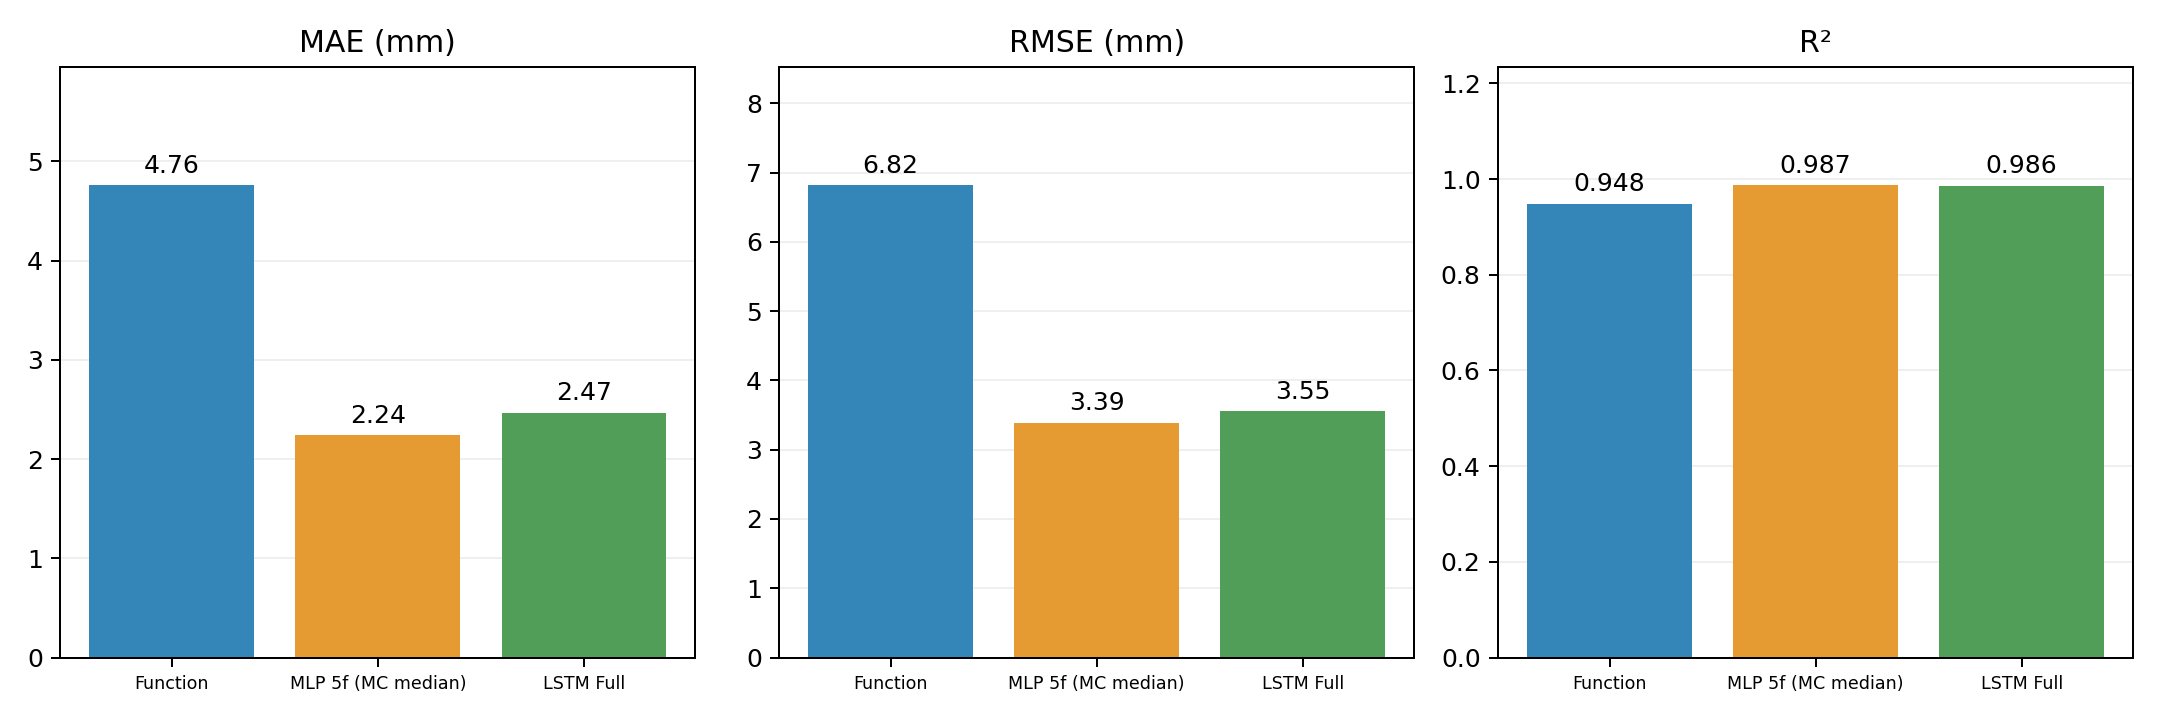 MAE (mm)
5
4
3
2
1
0
4.76
2.24
2.47
Function
MLP 5f (MC median)
LSTM Full
RMSE (mm)
8
7
6
5
4
3
2
1
0
6.82
3.39
3.55
Function
MLP 5f (MC median)
LSTM Full
R²
1.2
1.0
0.8
0.6
0.4
0.2
0.0
0.948
0.987
0.986
Function
MLP 5f (MC median)
LSTM Full